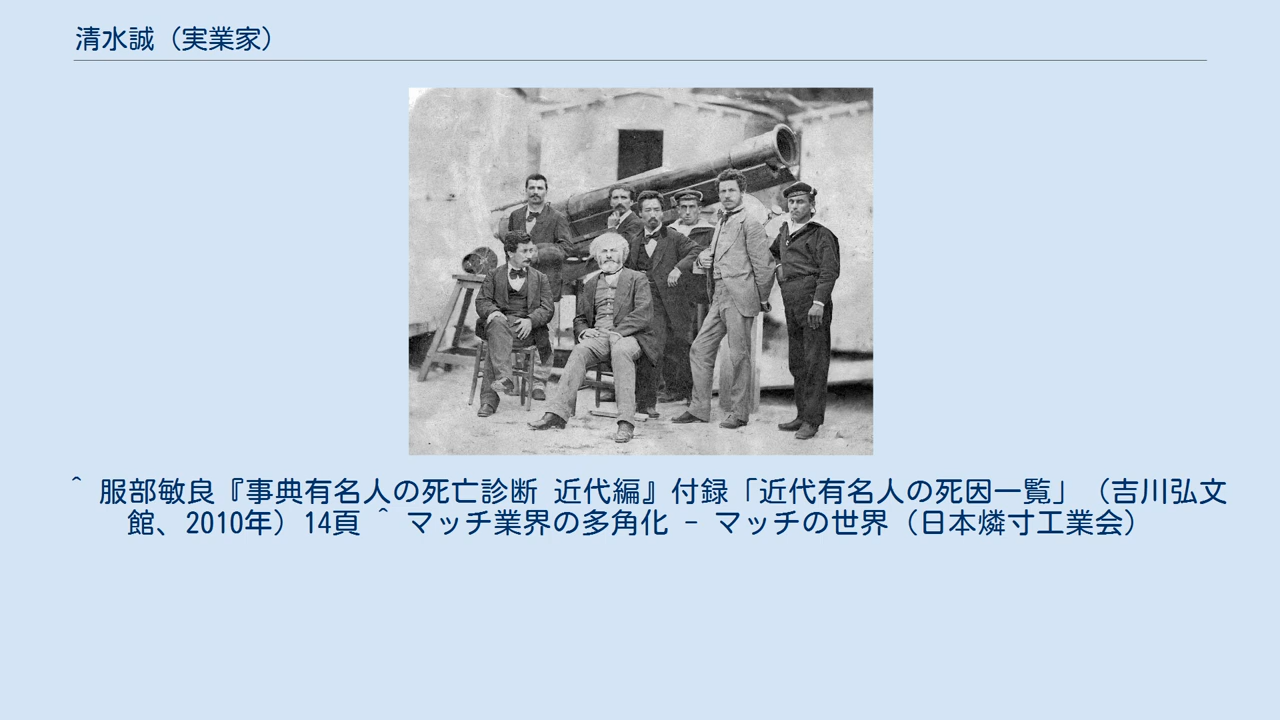 清水誠（実業家）
^ 服部敏良『事典有名人の死亡診断 近代編』付録「近代有名人の死因一覧」（吉川弘文
館、2010年）14頁 ^ マッチ業界の多角化 - マッチの世界（日本燐寸工業会）